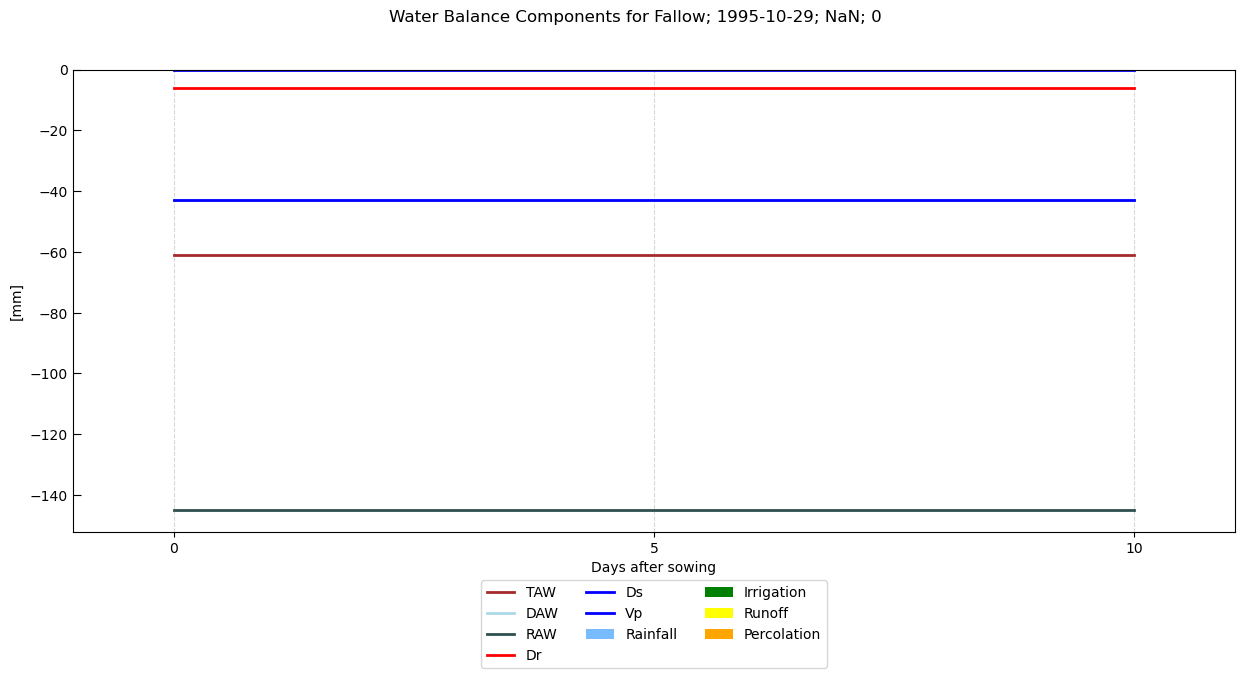 Water Balance Components for Fallow; 1995-10-29; NaN; 0
0
−20
−40
−60
−80
−100
−120
−140
[mm]
0 5 10
Days after sowing
TAW Ds Irrigation
DAW Vp Runoff
RAW Rainfall Percolation
Dr